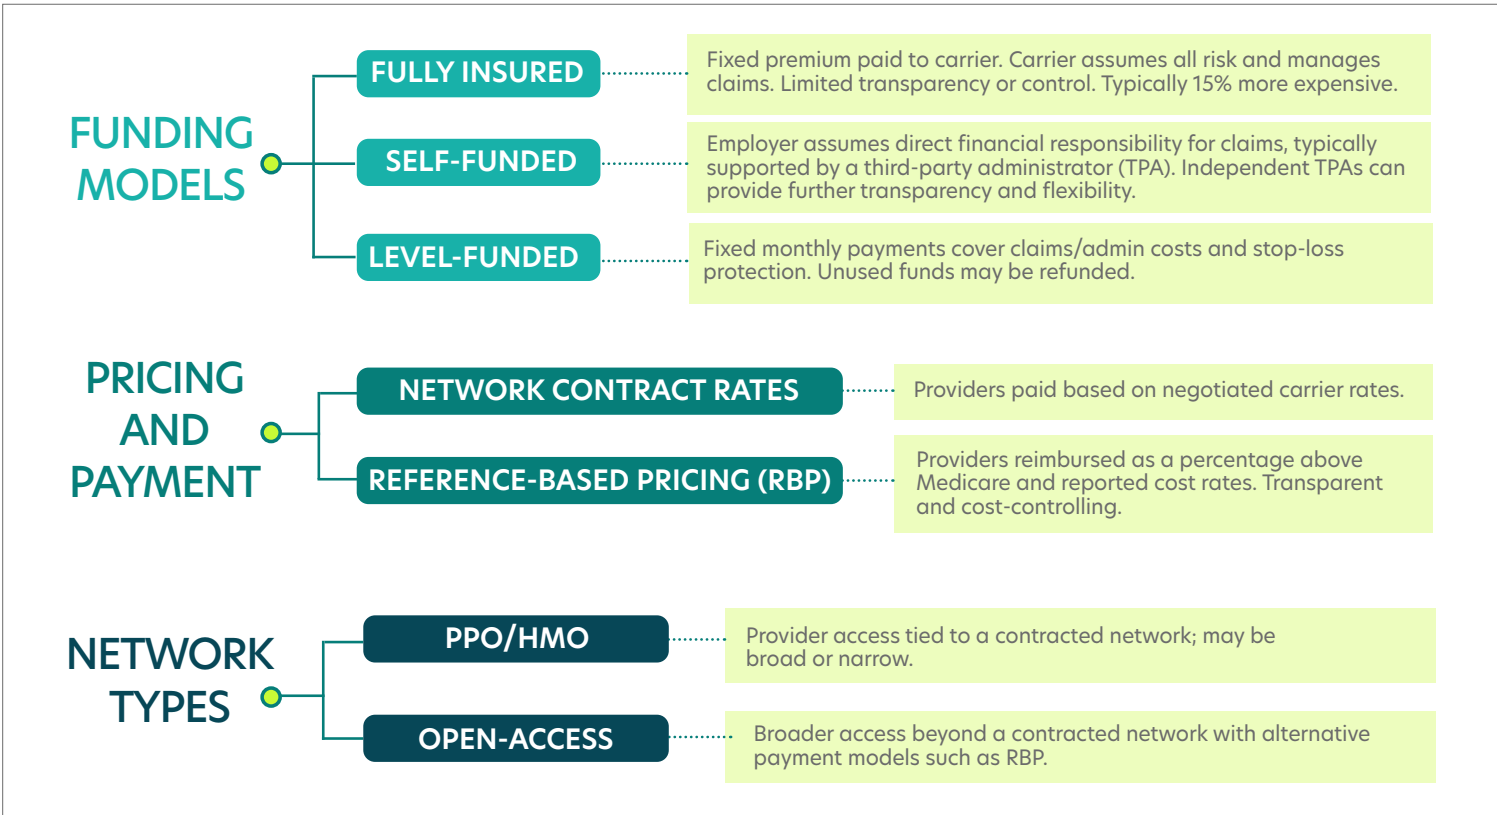 FUNDING
MODELS
FULLY INSURED
Fixed premium paid to carrier. Carrier assumes all risk and manages
claims. Limited transparency or control. Typically 15% more expensive.
SELF-FUNDED
Employer assumes direct financial responsibility for claims, typically
supported by a third-party administrator (TPA). Independent TPAs can
provide further transparency and flexibility.
LEVEL-FUNDED
Fixed monthly payments cover claims/admin costs and stop-loss
protection. Unused funds may be refunded.
PRICING
AND
PAYMENT
NETWORK CONTRACT RATES
Providers paid based on negotiated carrier rates.
REFERENCE-BASED PRICING (RBP)
Providers reimbursed as a percentage above
Medicare and reported cost rates. Transparent
and cost-controlling.
NETWORK
TYPES
PPO/HMO
Provider access tied to a contracted network; may be
broad or narrow.
OPEN-ACCESS
Broader access beyond a contracted network with alternative
payment models such as RBP.